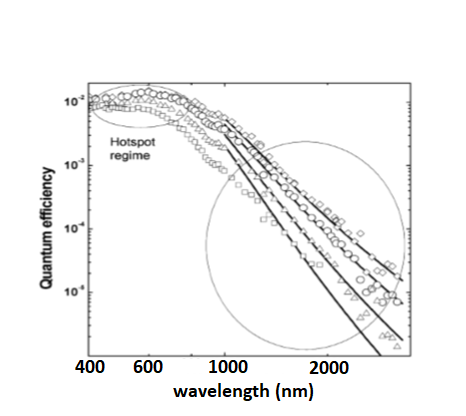 10⁻²
Hotspot
regime
10⁻³
Quantum efficiency
10⁻⁴
10⁻⁵
400 600 1000 2000
wavelength (nm)